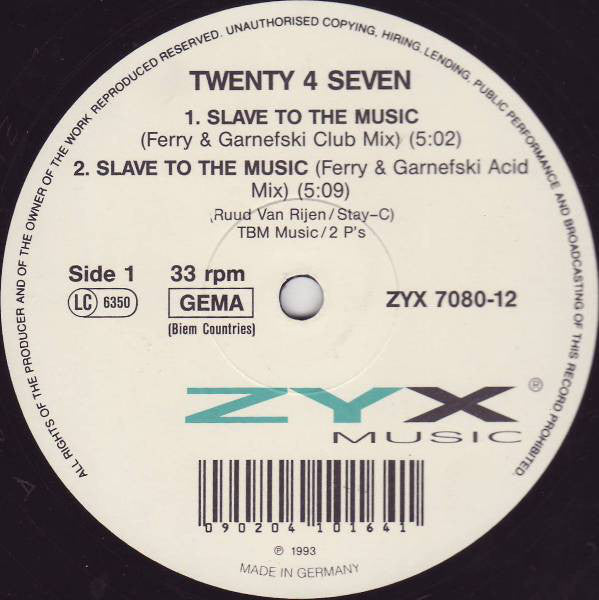 ALL RIGHTS OF THE PRODUCER AND OF THE OWNER OF THE WORK REPRODUCED RESERVED. UNAUTHORISED COPYING, HIRING, LENDING, PUBLIC PERFORMANCE AND BROADCASTING OF THIS RECORD PROHIBITED.
TWENTY 4 SEVEN
1. SLAVE TO THE MUSIC
(Ferry & Garnefski Club Mix) (5:02)
2. SLAVE TO THE MUSIC (Ferry & Garnefski Acid
Mix) (5:09)
(Ruud Van Rijen/Stay-C)
TBM Music/2 P's
Side 1 33 rpm
LC 6350 GEMA ZYX 7080-12
(Biem Countries)
ZYX ®
MUSIC
090204 101641
℗ 1993
MADE IN GERMANY